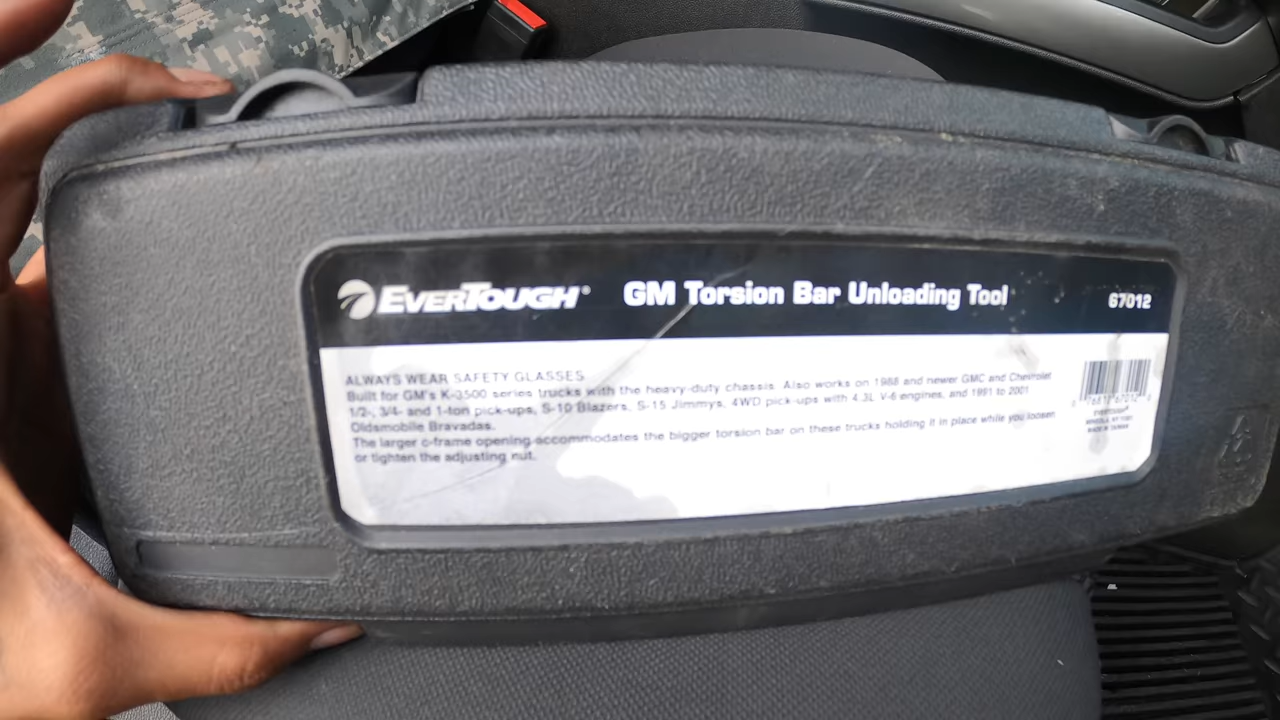 EVERTOUGH® GM Torsion Bar Unloading Tool 67012
ALWAYS WEAR SAFETY GLASSES
Built for GM's K-3500 series trucks with the heavy-duty chassis. Also works on 1988 and newer GMC and Chevrolet
1/2-, 3/4- and 1-ton pick-ups, S-10 Blazers, S-15 Jimmys, 4WD pick-ups with 4.3L V-6 engines, and 1991 to 2001
Oldsmobile Bravadas.
The larger c-frame opening accommodates the bigger torsion bar on these trucks holding it in place while you loosen
or tighten the adjusting nut.
EVERTOUGH®
MADE IN TAIWAN